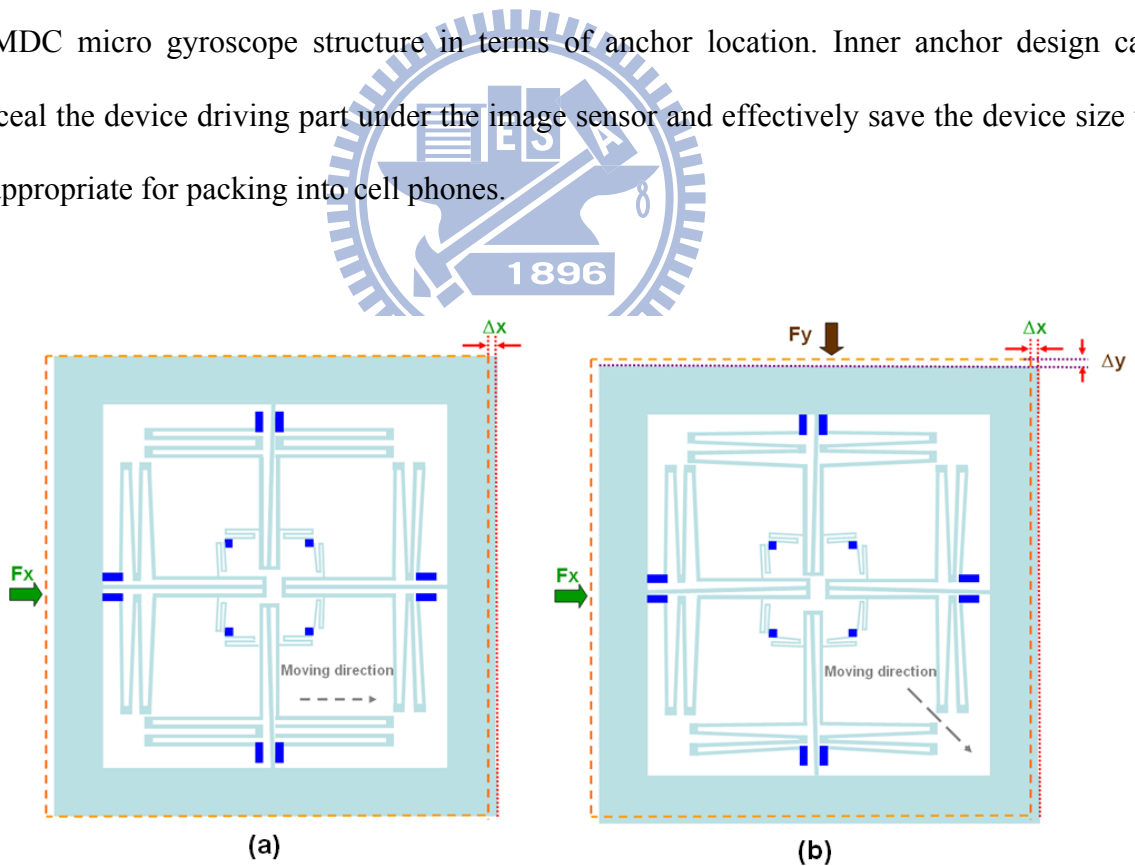 MDC micro gyroscope structure in terms of anchor location. Inner anchor design ca
ceal the device driving part under the image sensor and effectively save the device size
appropriate for packing into cell phones.
E S A
1896
Δx
Fx
Moving direction
(a)
Fy
Δx
Δy
Fx
Moving direction
(b)